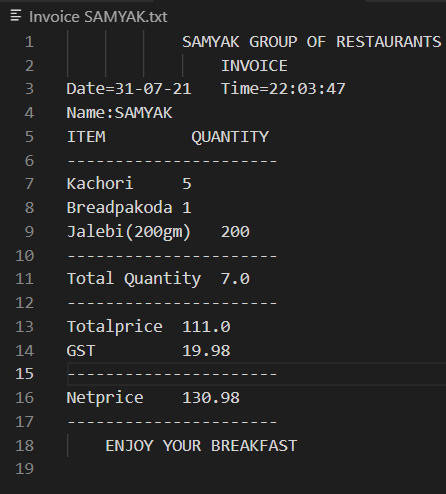 Invoice SAMYAK.txt
1 SAMYAK GROUP OF RESTAURANTS
2 INVOICE
3 Date=31-07-21 Time=22:03:47
4 Name:SAMYAK
5 ITEM QUANTITY
6 ----------------------
7 Kachori 5
8 Breadpakoda 1
9 Jalebi(200gm) 200
10 ----------------------
11 Total Quantity 7.0
12 ----------------------
13 Totalprice 111.0
14 GST 19.98
15 ----------------------
16 Netprice 130.98
17 ----------------------
18 ENJOY YOUR BREAKFAST
19